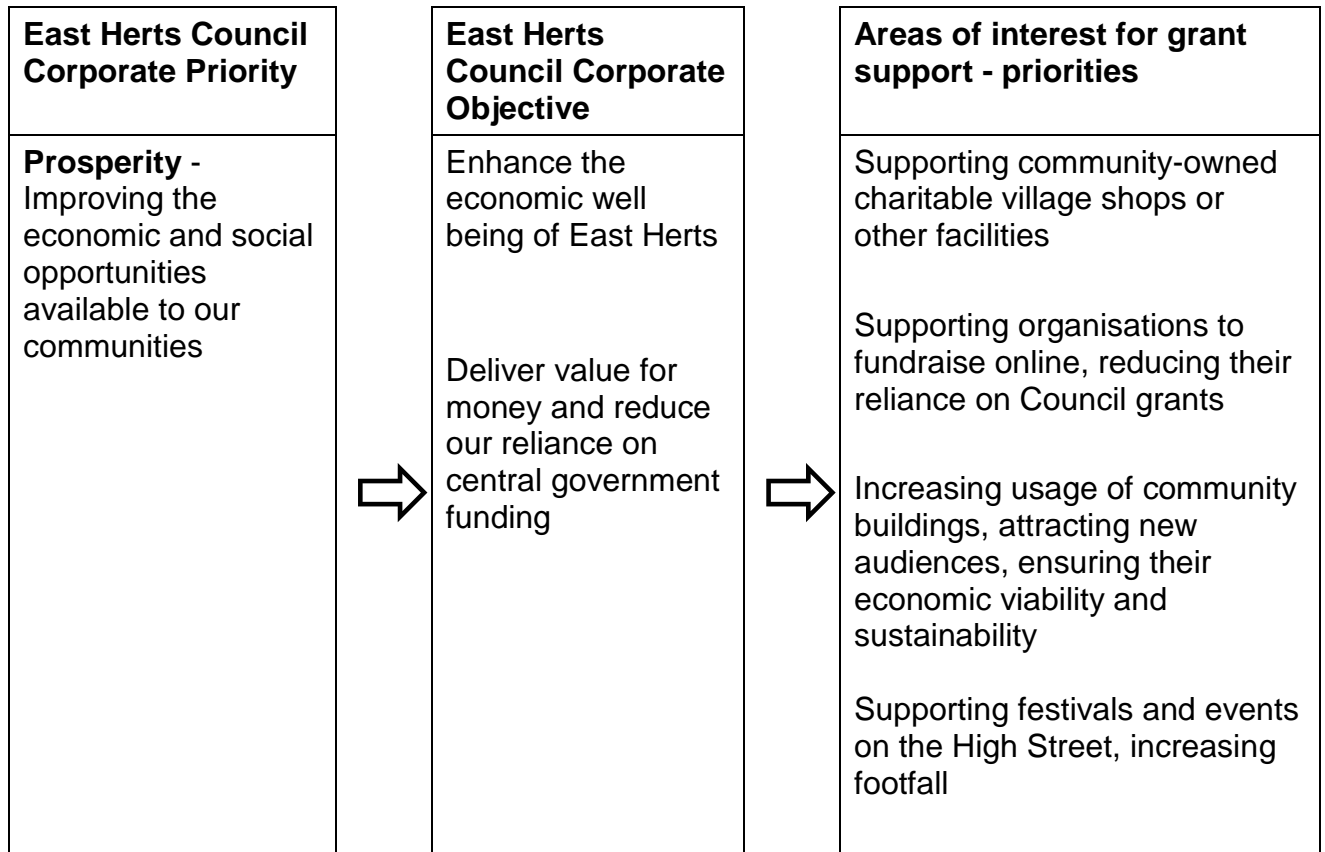 East Herts Council
Corporate Priority
Prosperity -
Improving the
economic and social
opportunities
available to our
communities
East Herts
Council Corporate
Objective
Enhance the
economic well
being of East Herts
Deliver value for
money and reduce
our reliance on
central government
funding
Areas of interest for grant
support - priorities
Supporting community-owned
charitable village shops or
other facilities
Supporting organisations to
fundraise online, reducing their
reliance on Council grants
Increasing usage of community
buildings, attracting new
audiences, ensuring their
economic viability and
sustainability
Supporting festivals and events
on the High Street, increasing
footfall